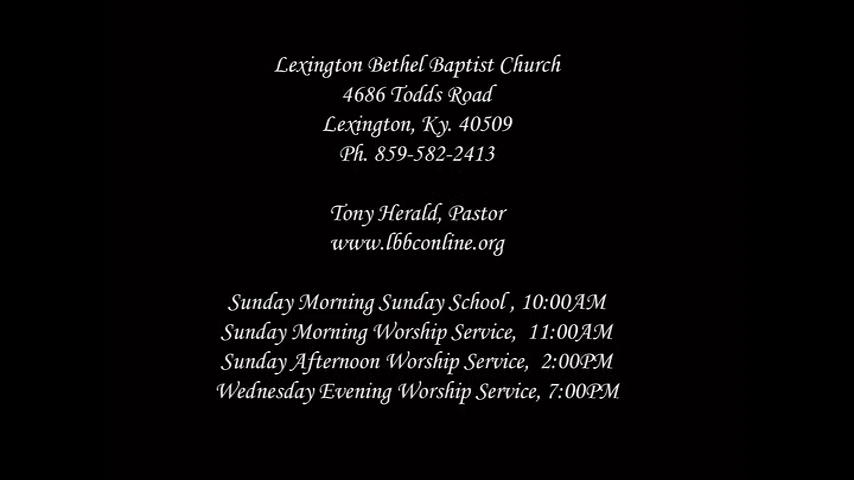 Lexington Bethel Baptist Church
4686 Todds Road
Lexington, Ky. 40509
Ph. 859-582-2413
Tony Herald, Pastor
www.lbbconline.org
Sunday Morning Sunday School , 10:00AM
Sunday Morning Worship Service, 11:00AM
Sunday Afternoon Worship Service, 2:00PM
Wednesday Evening Worship Service, 7:00PM